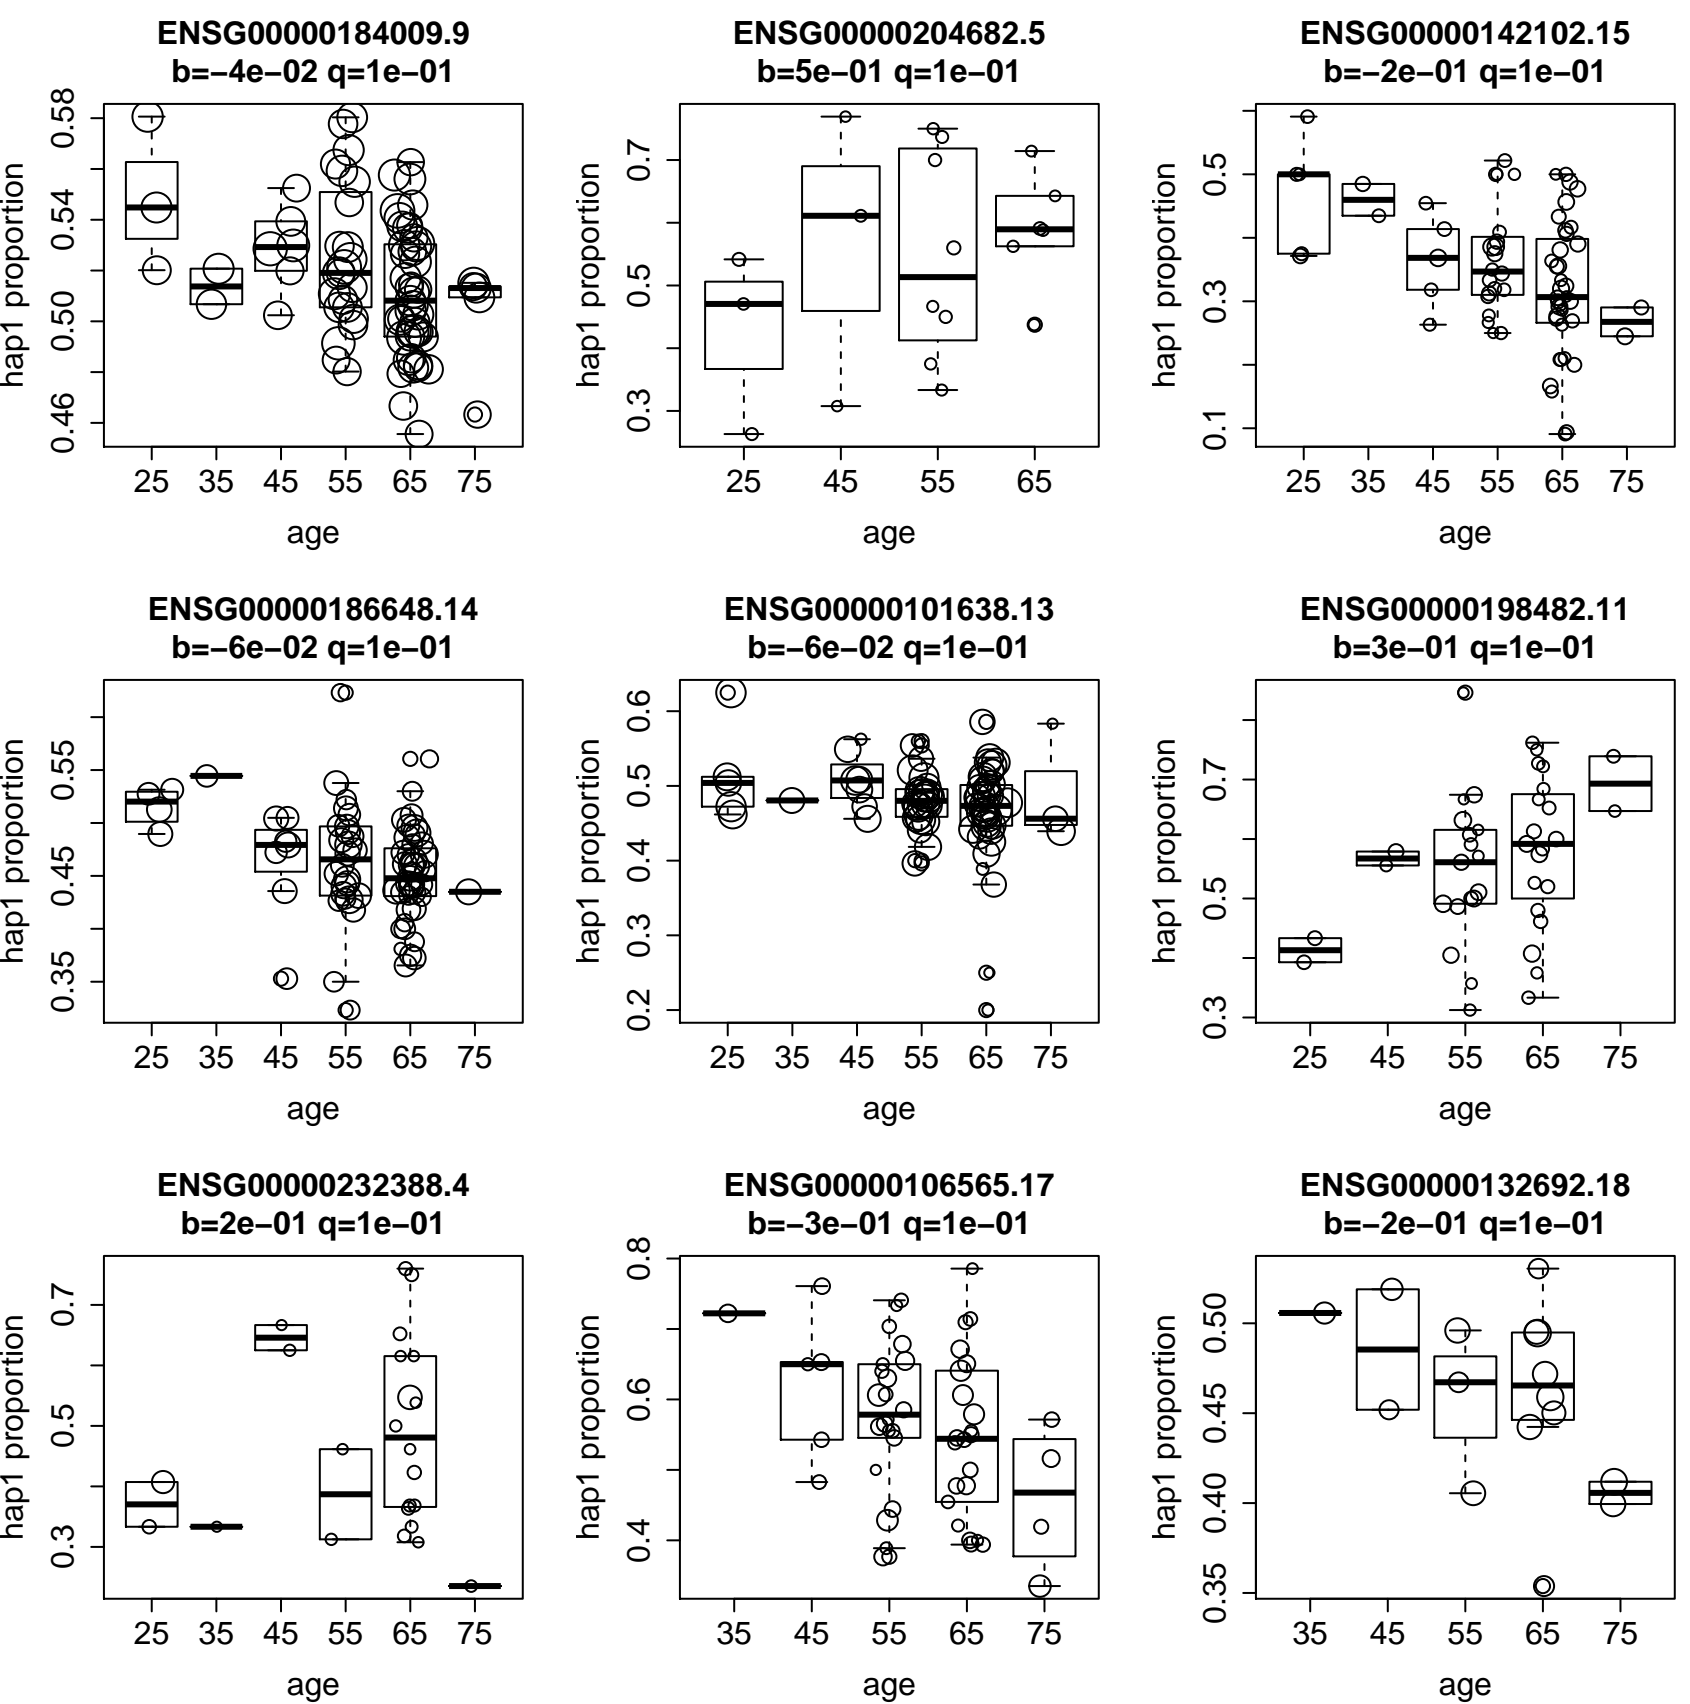 ENSG00000184009.9
b=−4e−02 q=1e−01
hap1 proportion
0.58
0.54
0.50
0.46
25 35 45 55 65 75
age
ENSG00000204682.5
b=5e−01 q=1e−01
hap1 proportion
0.7
0.5
0.3
25 45 55 65
age
ENSG00000142102.15
b=−2e−01 q=1e−01
hap1 proportion
0.5
0.3
0.1
25 35 45 55 65 75
age
ENSG00000186648.14
b=−6e−02 q=1e−01
hap1 proportion
0.55
0.45
0.35
25 35 45 55 65 75
age
ENSG00000101638.13
b=−6e−02 q=1e−01
hap1 proportion
0.6
0.5
0.4
0.3
0.2
25 35 45 55 65 75
age
ENSG00000198482.11
b=3e−01 q=1e−01
hap1 proportion
0.7
0.5
0.3
25 45 55 65 75
age
ENSG00000232388.4
b=2e−01 q=1e−01
hap1 proportion
0.7
0.5
0.3
25 35 45 55 65 75
age
ENSG00000106565.17
b=−3e−01 q=1e−01
hap1 proportion
0.8
0.6
0.4
35 45 55 65 75
age
ENSG00000132692.18
b=−2e−01 q=1e−01
hap1 proportion
0.50
0.45
0.40
0.35
35 45 55 65 75
age